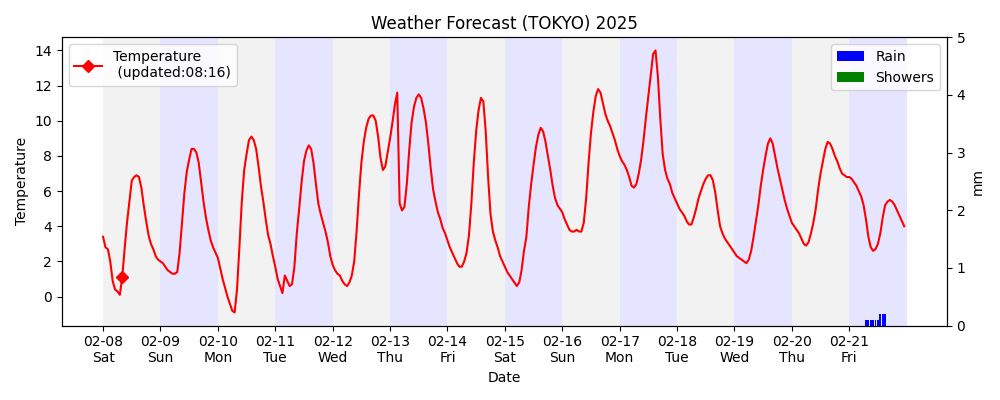 Weather Forecast (TOKYO) 2025
Temperature
(updated:08:16)
Rain
Showers
Temperature
14
12
10
8
6
4
2
0
5
4
3
2
1
0
mm
02-08 02-09 02-10 02-11 02-12 02-13 02-14 02-15 02-16 02-17 02-18 02-19 02-20 02-21
Sat Sun Mon Tue Wed Thu Fri Sat Sun Mon Tue Wed Thu Fri
Date